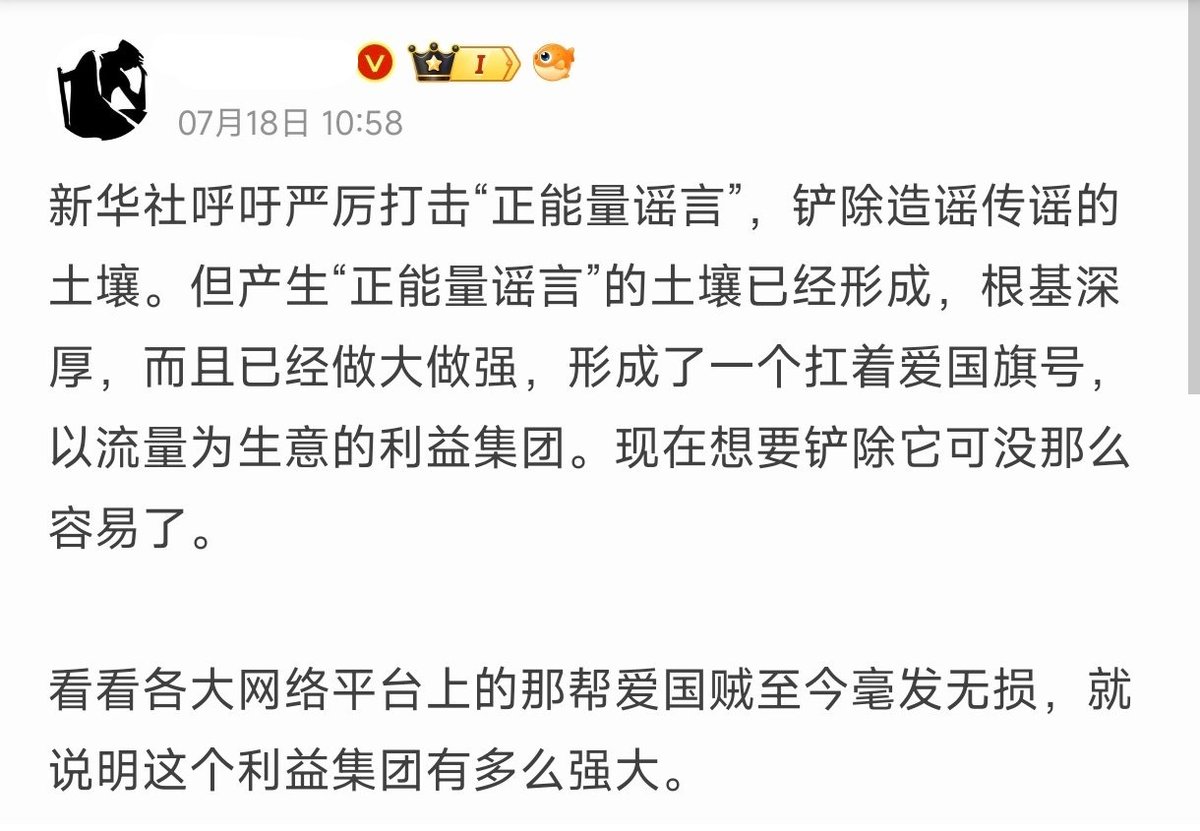 07月18日 10:58
新华社呼吁严厉打击“正能量谣言”，铲除造谣传谣的
土壤。但产生“正能量谣言”的土壤已经形成，根基深
厚，而且已经做大做强，形成了一个扛着爱国旗号，
以流量为生意的利益集团。现在想要铲除它可没那么
容易了。
看看各大网络平台上的那帮爱国贼至今毫发无损，就
说明这个利益集团有多么强大。